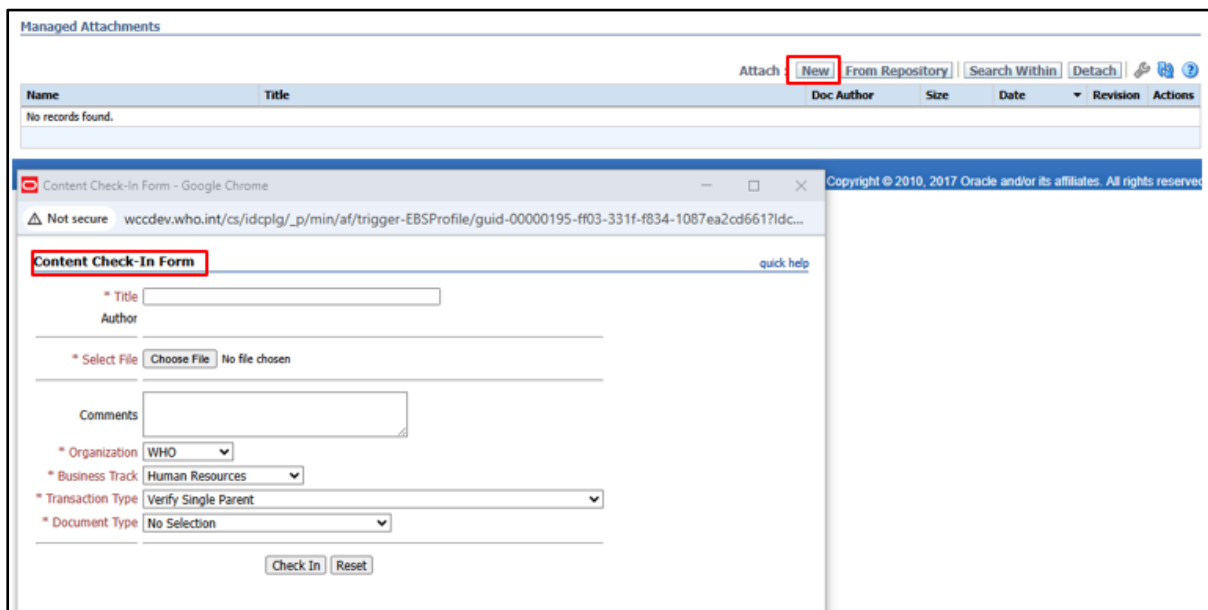 Managed Attachments
Attach : New From Repository Search Within Detach
Name Title Doc Author Size Date Revision Actions
No records found.
Copyright © 2010, 2017 Oracle and/or its affiliates. All rights reserved
Content Check-In Form - Google Chrome
Not secure wccdev.who.int/cs/idcplg/_p/min/af/trigger-EBSProfile/guid-00000195-ff03-331f-f834-1087ea2cd661?Idc...
Content Check-In Form
quick help
* Title
Author
* Select File Choose File No file chosen
Comments
* Organization WHO
* Business Track Human Resources
* Transaction Type Verify Single Parent
* Document Type No Selection
Check In Reset